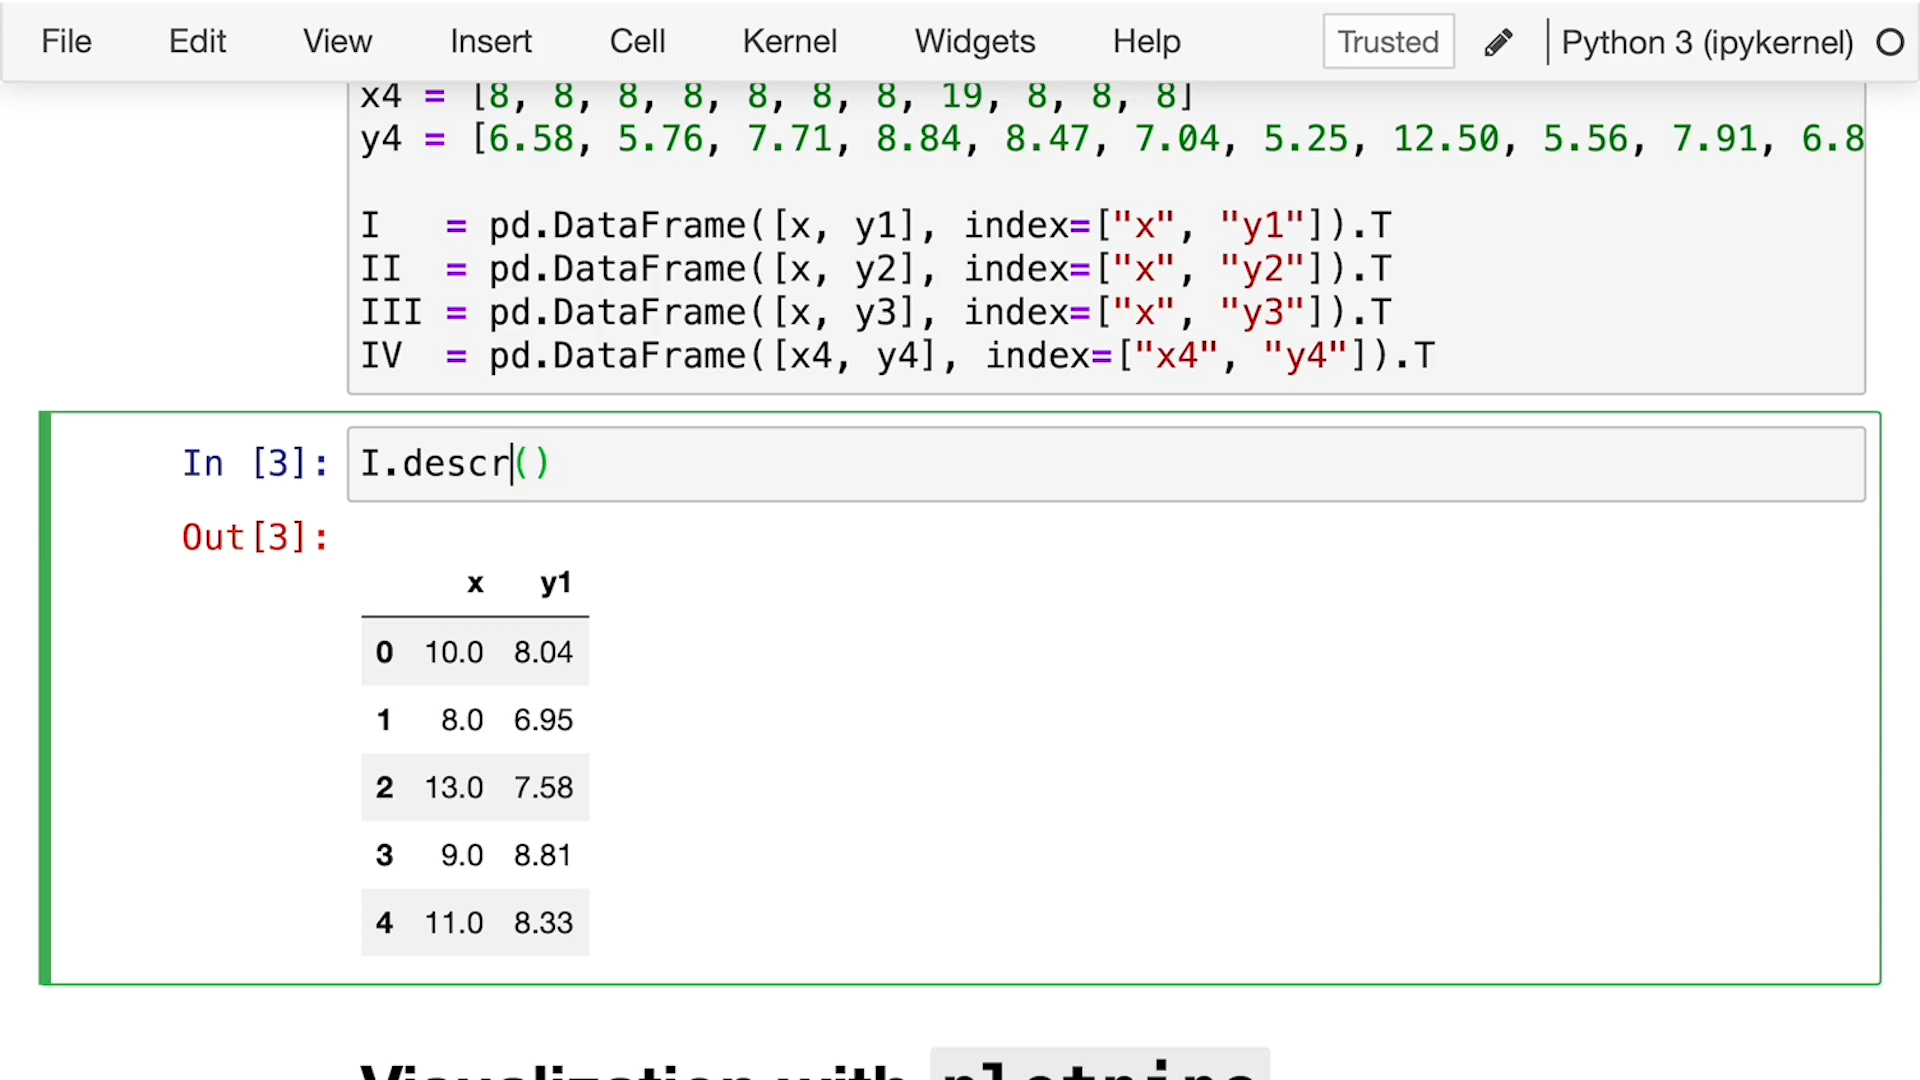 File Edit View Insert Cell Kernel Widgets Help Trusted Python 3 (ipykernel)
x4 = [8, 8, 8, 8, 8, 8, 8, 19, 8, 8, 8]
y4 = [6.58, 5.76, 7.71, 8.84, 8.47, 7.04, 5.25, 12.50, 5.56, 7.91, 6.8
I = pd.DataFrame([x, y1], index=["x", "y1"]).T
II = pd.DataFrame([x, y2], index=["x", "y2"]).T
III = pd.DataFrame([x, y3], index=["x", "y3"]).T
IV = pd.DataFrame([x4, y4], index=["x4", "y4"]).T
In [3]: I.descr()
Out[3]:
x y1
0 10.0 8.04
1 8.0 6.95
2 13.0 7.58
3 9.0 8.81
4 11.0 8.33
Visualization with plotnine